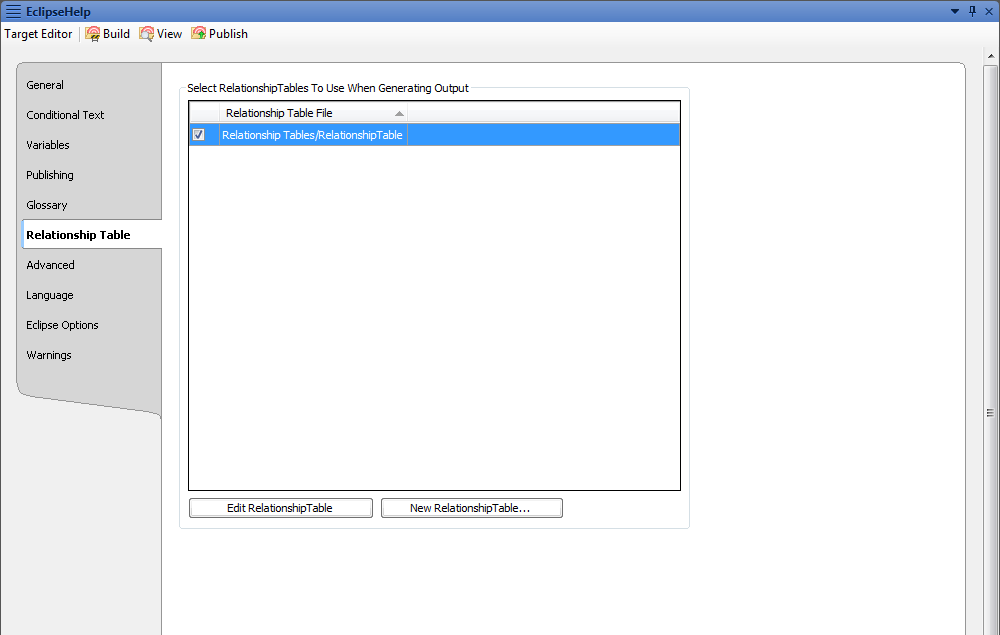 EclipseHelp
Target Editor Build View Publish
General
Conditional Text
Variables
Publishing
Glossary
Relationship Table
Advanced
Language
Eclipse Options
Warnings
Select RelationshipTables To Use When Generating Output
Relationship Table File
Relationship Tables/RelationshipTable
Edit RelationshipTable New RelationshipTable...